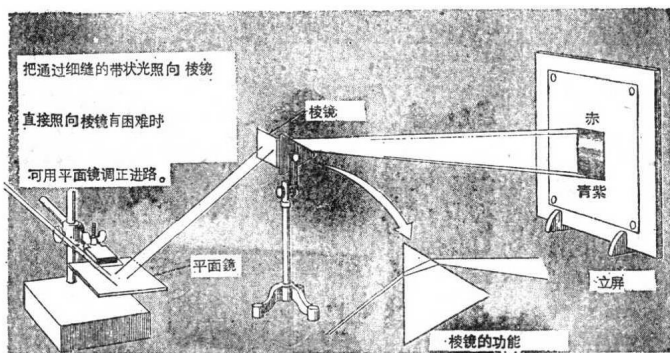 把通过细缝的带状光照向 棱镜
直接照向棱镜有困难时
可用平面镜调正进路。
棱镜
赤
青紫
平面鏡
立屏
棱镜的功能